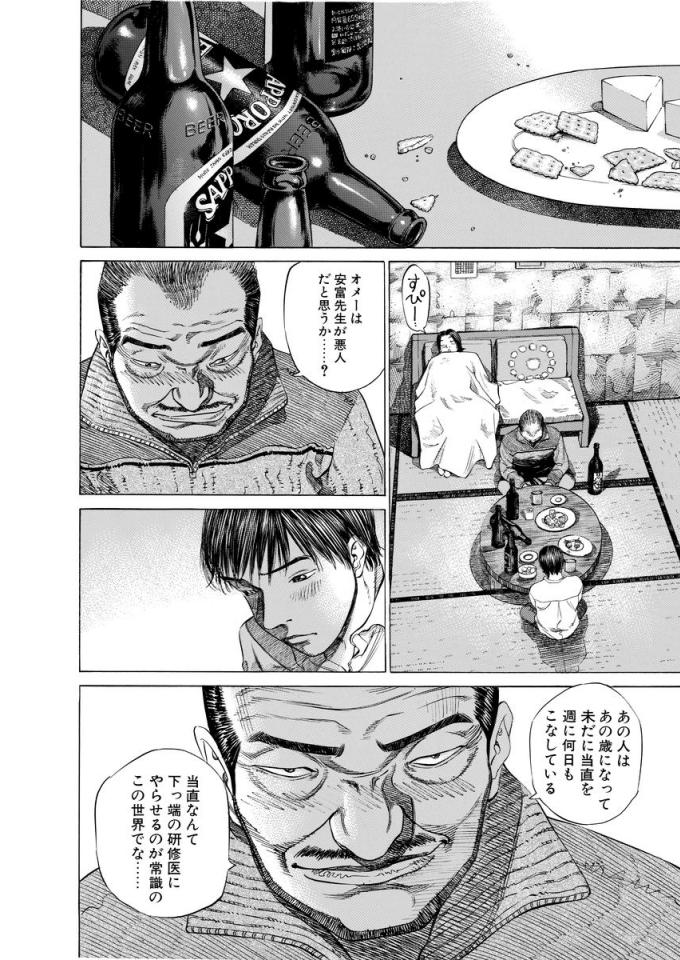 BEER
BEER
SAPPORO
BEER
SAPP
すぴー…
オメーは
安富先生が悪人
だと思うか……?
あの人は
あの歳になって
未だに当直を
週に何日も
こなしている
当直なんて
下っ端の研修医に
やらせるのが常識の
この世界でな……